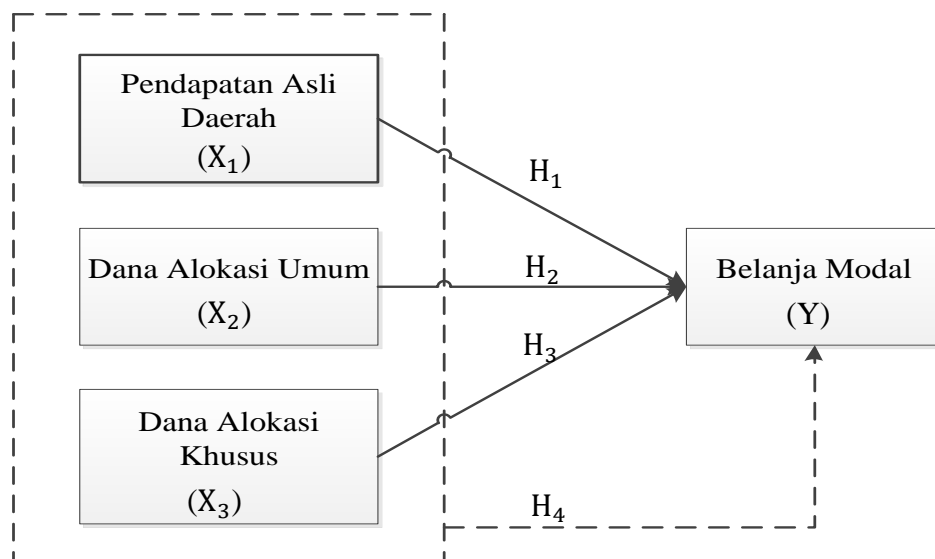 Pendapatan Asli
Daerah
(X₁)
H₁
Dana Alokasi Umum
(X₂)
H₂
Belanja Modal
(Y)
H₃
Dana Alokasi
Khusus
(X₃)
H₄